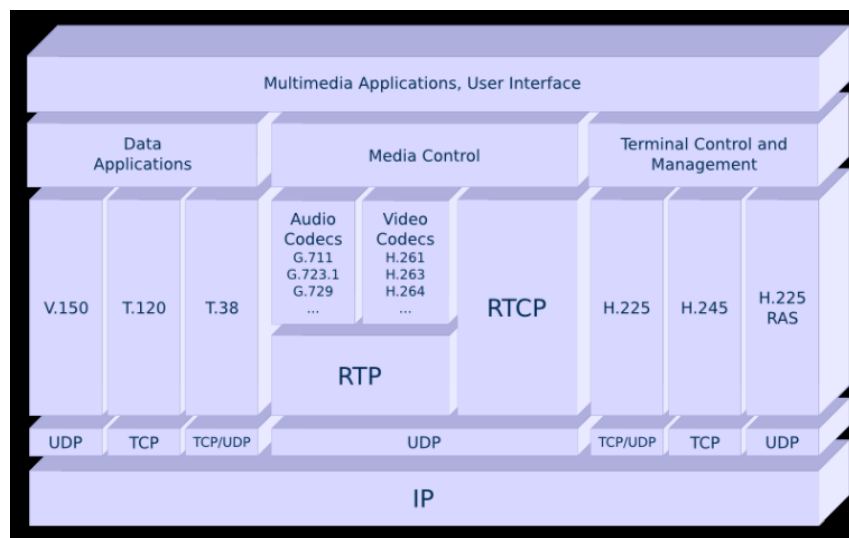 Multimedia Applications, User Interface
Data
Applications
Media Control
Terminal Control and
Management
V.150
T.120
T.38
Audio
Codecs
G.711
G.723.1
G.729
...
Video
Codecs
H.261
H.263
H.264
...
RTP
RTCP
H.225
H.245
H.225
RAS
UDP
TCP
TCP/UDP
UDP
TCP/UDP
TCP
UDP
IP